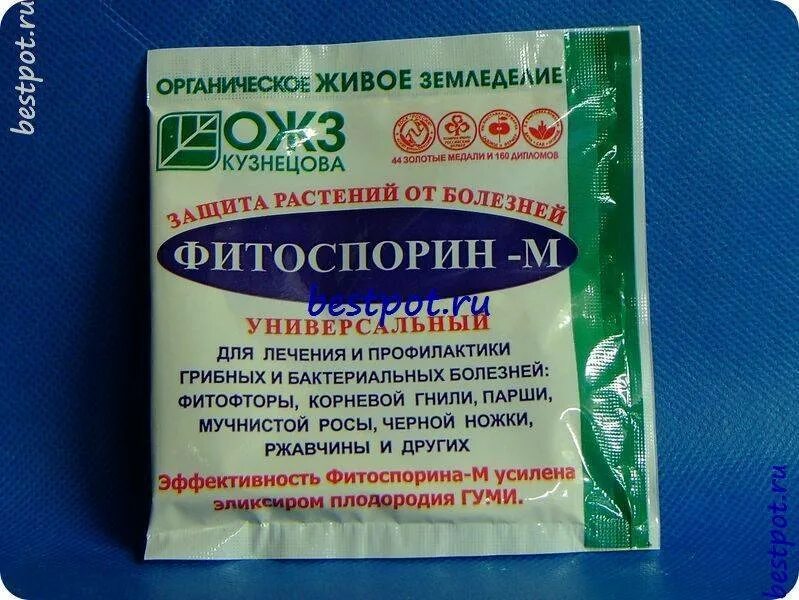 bestpot.ru
ОРГАНИЧЕСКОЕ ЖИВОЕ ЗЕМЛЕДЕЛИЕ
ОЖЗ
КУЗНЕЦОВА
44 ЗОЛОТЫЕ МЕДАЛИ И 160 ДИПЛОМОВ
ЗАЩИТА РАСТЕНИЙ ОТ БОЛЕЗНЕЙ
ФИТОСПОРИН -М
bestpot.ru
УНИВЕРСАЛЬНЫЙ
ДЛЯ ЛЕЧЕНИЯ И ПРОФИЛАКТИКИ
ГРИБНЫХ И БАКТЕРИАЛЬНЫХ БОЛЕЗНЕЙ:
ФИТОФТОРЫ, КОРНЕВОЙ ГНИЛИ, ПАРШИ,
МУЧНИСТОЙ РОСЫ, ЧЕРНОЙ НОЖКИ,
РЖАВЧИНЫ И ДРУГИХ
Эффективность Фитоспорина-М усилена
эликсиром плодородия ГУМИ.
bestpot.ru